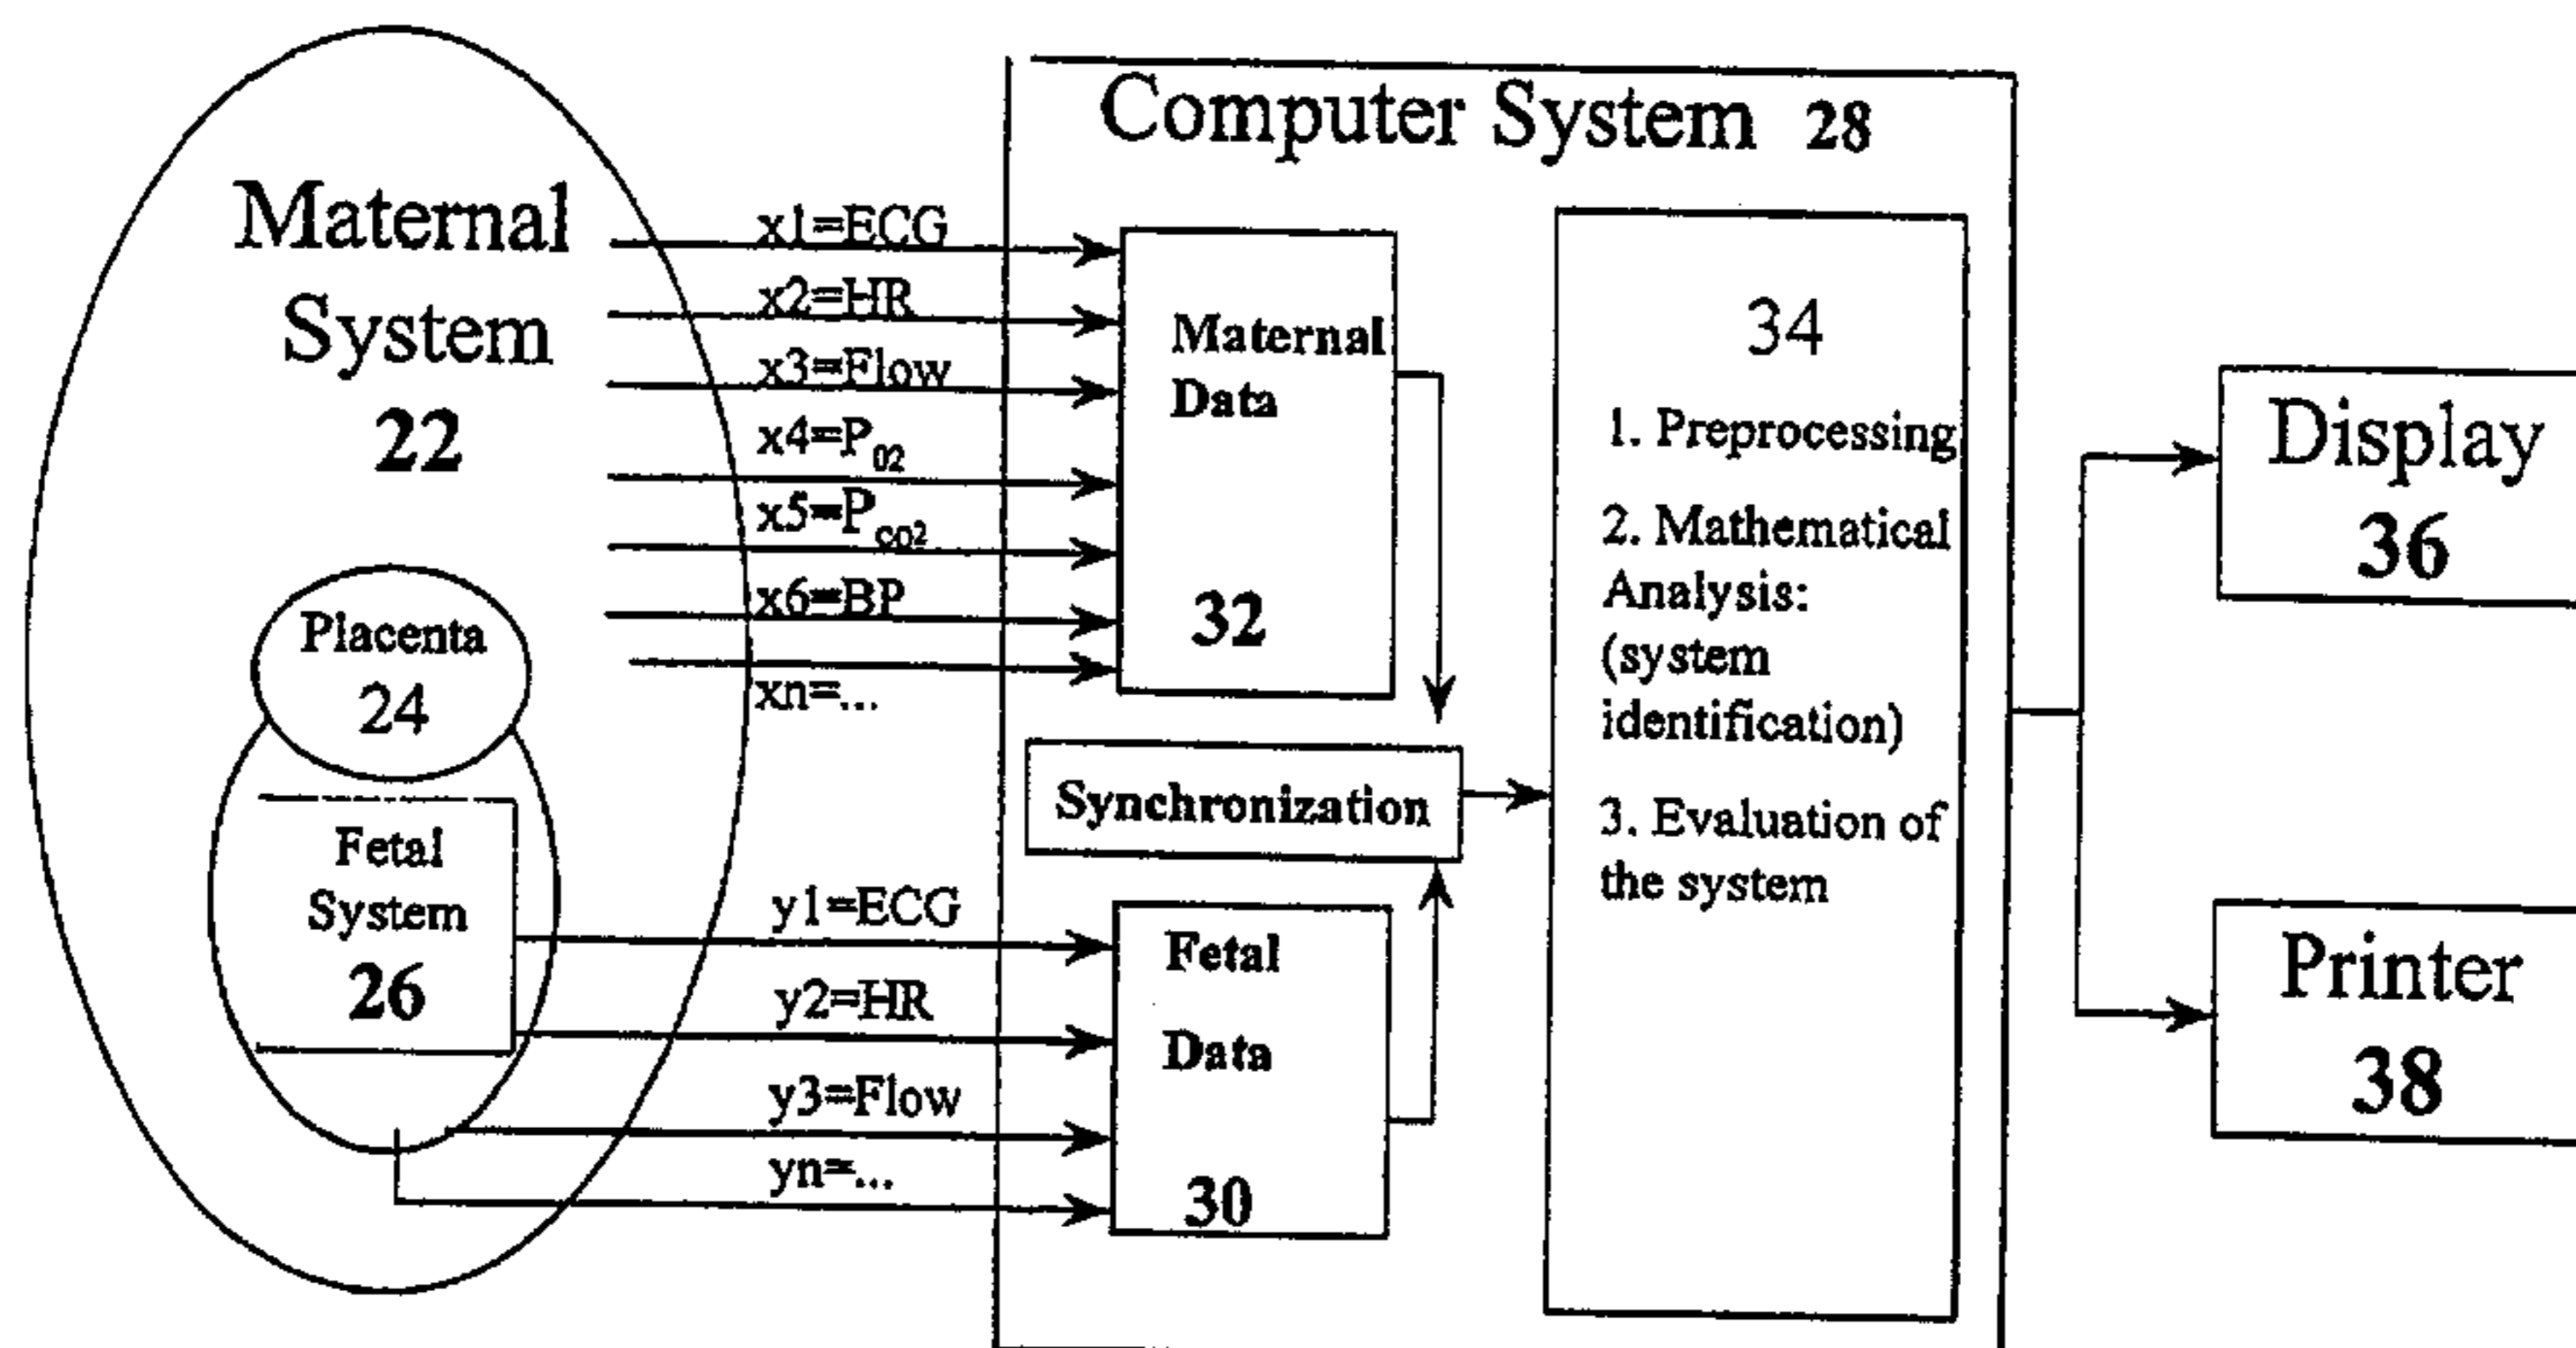 Computer System 28
Maternal
System
22
Placenta
24
Fetal
System
26
x1=ECG
x2=HR
x3=Flow
x4=P02
x5=PCO2
x6=BP
xn=...
y1=ECG
y2=HR
y3=Flow
yn=...
Maternal
Data
32
Synchronization
Fetal
Data
30
34
1. Preprocessing
2. Mathematical
Analysis:
(system
identification)
3. Evaluation of
the system
Display
36
Printer
38